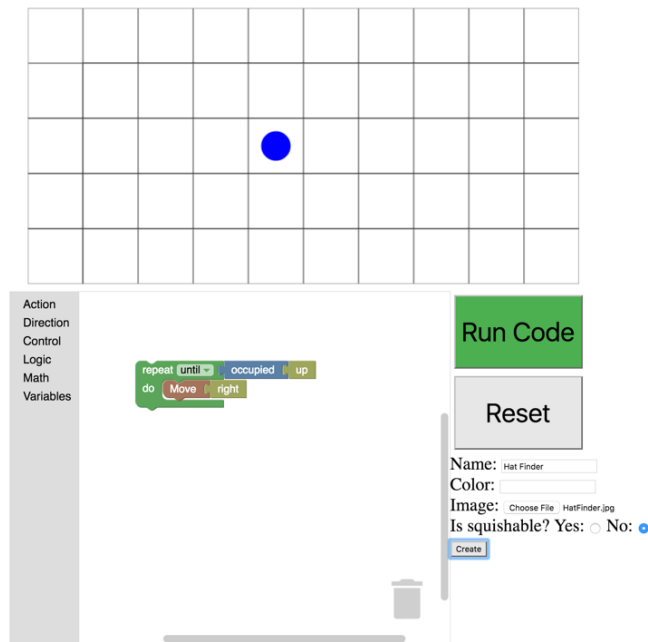 Action
Direction
Control
Logic
Math
Variables
repeat until occupied up
do Move right
Run Code
Reset
Name: Hat Finder
Color:
Image: Choose File HatFinder.jpg
Is squishable? Yes: No:
Create